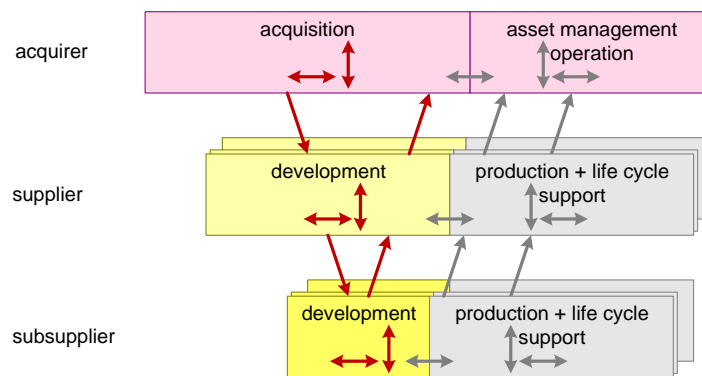 acquirer
acquisition
asset management
operation
supplier
development
production + life cycle
support
subsupplier
development
production + life cycle
support